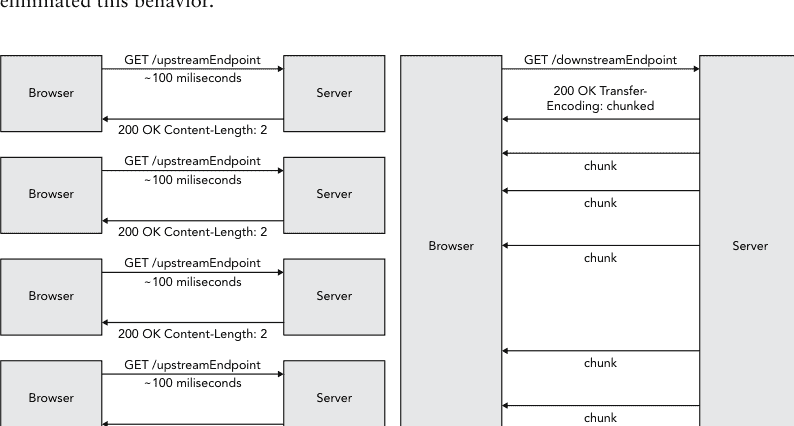 eliminated this behavior.
GET /upstreamEndpoint
~100 miliseconds
Browser
Server
200 OK Content-Length: 2
GET /upstreamEndpoint
~100 miliseconds
Browser
Server
200 OK Content-Length: 2
GET /upstreamEndpoint
~100 miliseconds
Browser
Server
200 OK Content-Length: 2
GET /upstreamEndpoint
~100 miliseconds
Browser
Server
GET /downstreamEndpoint
200 OK Transfer-
Encoding: chunked
chunk
chunk
Browser
Server
chunk
chunk
chunk